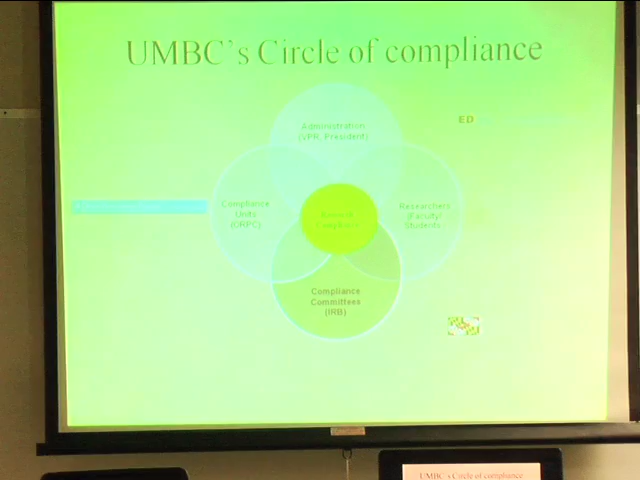 UMBC's Circle of compliance
Administration
(VPR, President)
ED
Compliance
Units
(ORPC)
Researchers
(Faculty/
Students
Compliance
Committees
(IRB)
UMBC's Circle of compliance